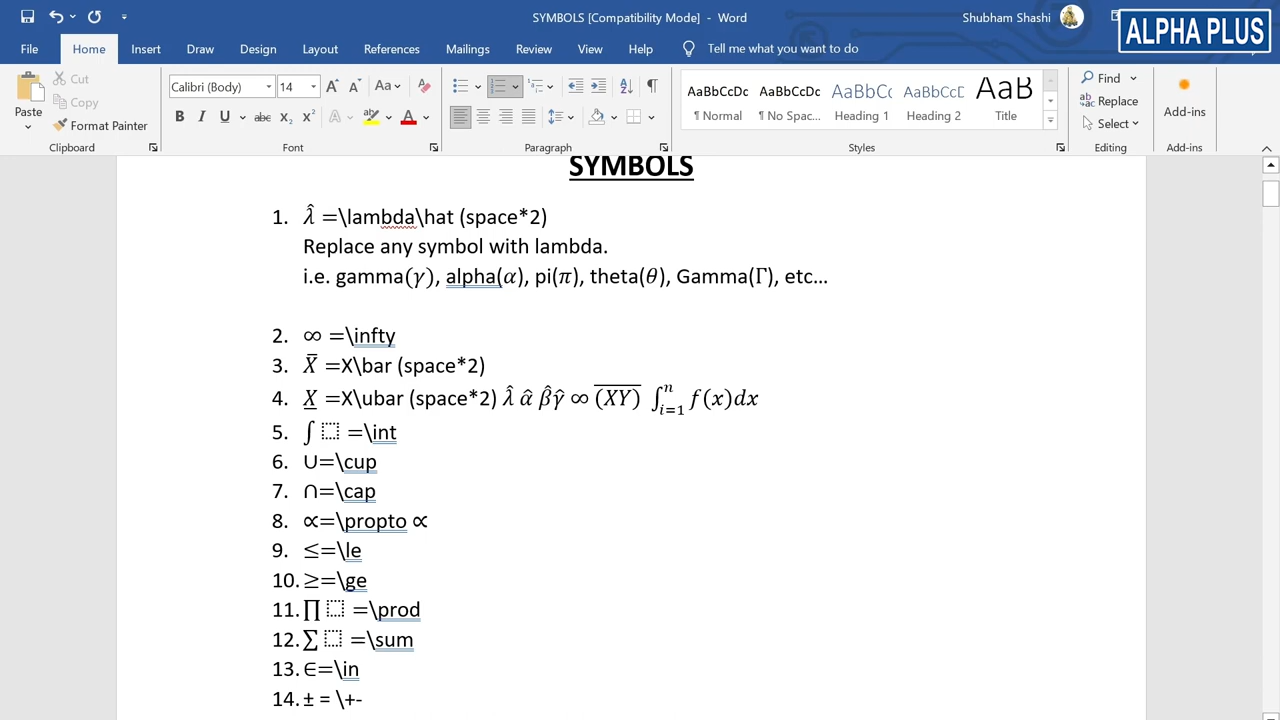 SYMBOLS [Compatibility Mode] - Word
Shubham Shashi
ALPHA PLUS
File Home Insert Draw Design Layout References Mailings Review View Help Tell me what you want to do
Cut
Copy
Format Painter
Paste
Clipboard
Calibri (Body) 14
Font
Paragraph
AaBbCcDc AaBbCcDc AaBbCc AaBbCcD AaB
¶ Normal ¶ No Spac... Heading 1 Heading 2 Title
Styles
Find
Replace
Select
Editing
Add-ins
Add-ins
SYMBOLS
1. λ̂ =\lambda\hat (space*2)
Replace any symbol with lambda.
i.e. gamma(γ), alpha(α), pi(π), theta(θ), Gamma(Γ), etc...
2. ∞ =\infty
3. X̄ =X\bar (space*2)
4. X̲ =X\ubar (space*2) λ̂ α̂ β̂ γ̂ ∞ (XY)̅ ∫ⁿᵢ₌₁ f(x)dx
5. ∫ ⬚ =\int
6. ∪=\cup
7. ∩=\cap
8. ∝=\propto ∝
9. ≤=\le
10. ≥=\ge
11. ∏ ⬚ =\prod
12. ∑ ⬚ =\sum
13. ∈=\in
14. ± = \+-